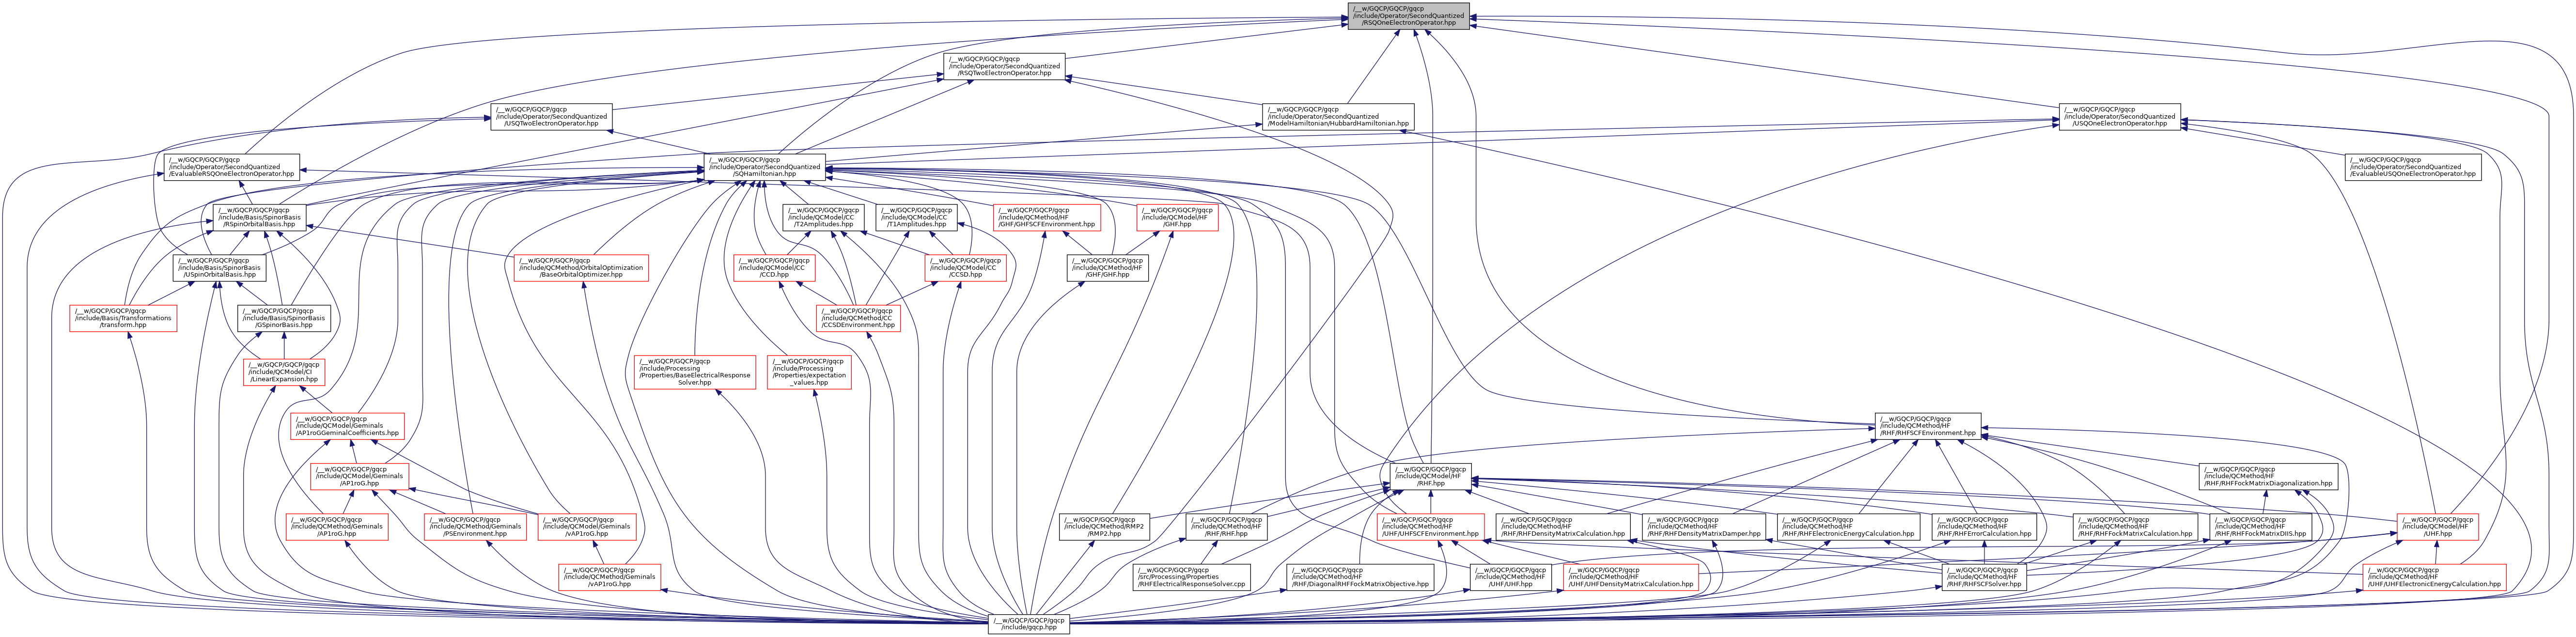 /__w/GQCP/GQCP/gqcp
/include/Operator/SecondQuantized
/RSQOneElectronOperator.hpp
/__w/GQCP/GQCP/gqcp
/include/Operator/SecondQuantized
/RSQTwoElectronOperator.hpp
/__w/GQCP/GQCP/gqcp
/include/Operator/SecondQuantized
/USQTwoElectronOperator.hpp
/__w/GQCP/GQCP/gqcp
/include/Operator/SecondQuantized
/ModelHamiltonian/HubbardHamiltonian.hpp
/__w/GQCP/GQCP/gqcp
/include/Operator/SecondQuantized
/USQOneElectronOperator.hpp
/__w/GQCP/GQCP/gqcp
/include/Operator/SecondQuantized
/EvaluableRSQOneElectronOperator.hpp
/__w/GQCP/GQCP/gqcp
/include/Operator/SecondQuantized
/SQHamiltonian.hpp
/__w/GQCP/GQCP/gqcp
/include/Operator/SecondQuantized
/EvaluableUSQOneElectronOperator.hpp
/__w/GQCP/GQCP/gqcp
/include/Basis/SpinorBasis
/RSpinOrbitalBasis.hpp
/__w/GQCP/GQCP/gqcp
/include/QCModel/CC
/T2Amplitudes.hpp
/__w/GQCP/GQCP/gqcp
/include/QCModel/CC
/T1Amplitudes.hpp
/__w/GQCP/GQCP/gqcp
/include/QCMethod/HF
/GHF/GHFSCFEnvironment.hpp
/__w/GQCP/GQCP/gqcp
/include/QCModel/HF
/GHF.hpp
/__w/GQCP/GQCP/gqcp
/include/Basis/SpinorBasis
/USpinOrbitalBasis.hpp
/__w/GQCP/GQCP/gqcp
/include/QCMethod/OrbitalOptimization
/BaseOrbitalOptimizer.hpp
/__w/GQCP/GQCP/gqcp
/include/QCModel/CC
/CCD.hpp
/__w/GQCP/GQCP/gqcp
/include/QCModel/CC
/CCSD.hpp
/__w/GQCP/GQCP/gqcp
/include/QCMethod/HF
/GHF/GHF.hpp
/__w/GQCP/GQCP/gqcp
/include/Basis/Transformations
/transform.hpp
/__w/GQCP/GQCP/gqcp
/include/Basis/SpinorBasis
/GSpinorBasis.hpp
/__w/GQCP/GQCP/gqcp
/include/QCMethod/CC
/CCSDEnvironment.hpp
/__w/GQCP/GQCP/gqcp
/include/QCModel/CI
/LinearExpansion.hpp
/__w/GQCP/GQCP/gqcp
/include/Processing
/Properties/BaseElectricalResponse
Solver.hpp
/__w/GQCP/GQCP/gqcp
/include/Processing
/Properties/expectation
_values.hpp
/__w/GQCP/GQCP/gqcp
/include/QCModel/Geminals
/AP1roGGeminalCoefficients.hpp
/__w/GQCP/GQCP/gqcp
/include/QCMethod/HF
/RHF/RHFSCFEnvironment.hpp
/__w/GQCP/GQCP/gqcp
/include/QCModel/Geminals
/AP1roG.hpp
/__w/GQCP/GQCP/gqcp
/include/QCModel/HF
/RHF.hpp
/__w/GQCP/GQCP/gqcp
/include/QCMethod/HF
/RHF/RHFFockMatrixDiagonalization.hpp
/__w/GQCP/GQCP/gqcp
/include/QCMethod/Geminals
/AP1roG.hpp
/__w/GQCP/GQCP/gqcp
/include/QCMethod/Geminals
/PSEnvironment.hpp
/__w/GQCP/GQCP/gqcp
/include/QCModel/Geminals
/vAP1roG.hpp
/__w/GQCP/GQCP/gqcp
/include/QCMethod/RMP2
/RMP2.hpp
/__w/GQCP/GQCP/gqcp
/include/QCMethod/HF
/RHF/RHF.hpp
/__w/GQCP/GQCP/gqcp
/include/QCMethod/HF
/UHF/UHFSCFEnvironment.hpp
/__w/GQCP/GQCP/gqcp
/include/QCMethod/HF
/RHF/RHFDensityMatrixCalculation.hpp
/__w/GQCP/GQCP/gqcp
/include/QCMethod/HF
/RHF/RHFDensityMatrixDamper.hpp
/__w/GQCP/GQCP/gqcp
/include/QCMethod/HF
/RHF/RHFElectronicEnergyCalculation.hpp
/__w/GQCP/GQCP/gqcp
/include/QCMethod/HF
/RHF/RHFErrorCalculation.hpp
/__w/GQCP/GQCP/gqcp
/include/QCMethod/HF
/RHF/RHFFockMatrixCalculation.hpp
/__w/GQCP/GQCP/gqcp
/include/QCMethod/HF
/RHF/RHFFockMatrixDIIS.hpp
/__w/GQCP/GQCP/gqcp
/include/QCModel/HF
/UHF.hpp
/__w/GQCP/GQCP/gqcp
/include/QCMethod/Geminals
/vAP1roG.hpp
/__w/GQCP/GQCP/gqcp
/src/Processing/Properties
/RHFElectricalResponseSolver.cpp
/__w/GQCP/GQCP/gqcp
/include/QCMethod/HF
/RHF/DiagonalRHFFockMatrixObjective.hpp
/__w/GQCP/GQCP/gqcp
/include/QCMethod/HF
/UHF/UHF.hpp
/__w/GQCP/GQCP/gqcp
/include/QCMethod/HF
/UHF/UHFDensityMatrixCalculation.hpp
/__w/GQCP/GQCP/gqcp
/include/QCMethod/HF
/RHF/RHFSCFSolver.hpp
/__w/GQCP/GQCP/gqcp
/include/QCMethod/HF
/UHF/UHFElectronicEnergyCalculation.hpp
/__w/GQCP/GQCP/gqcp
/include/gqcp.hpp